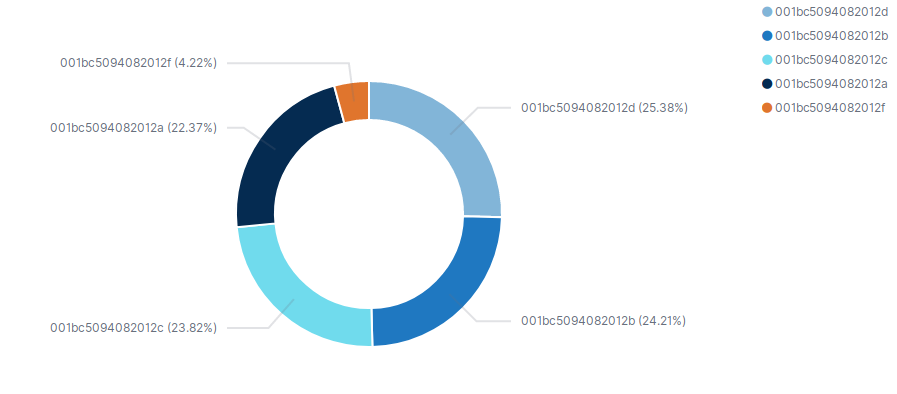 001bc5094082012d
001bc5094082012b
001bc5094082012c
001bc5094082012a
001bc5094082012f
001bc5094082012f (4.22%)
001bc5094082012d (25.38%)
001bc5094082012a (22.37%)
001bc5094082012b (24.21%)
001bc5094082012c (23.82%)